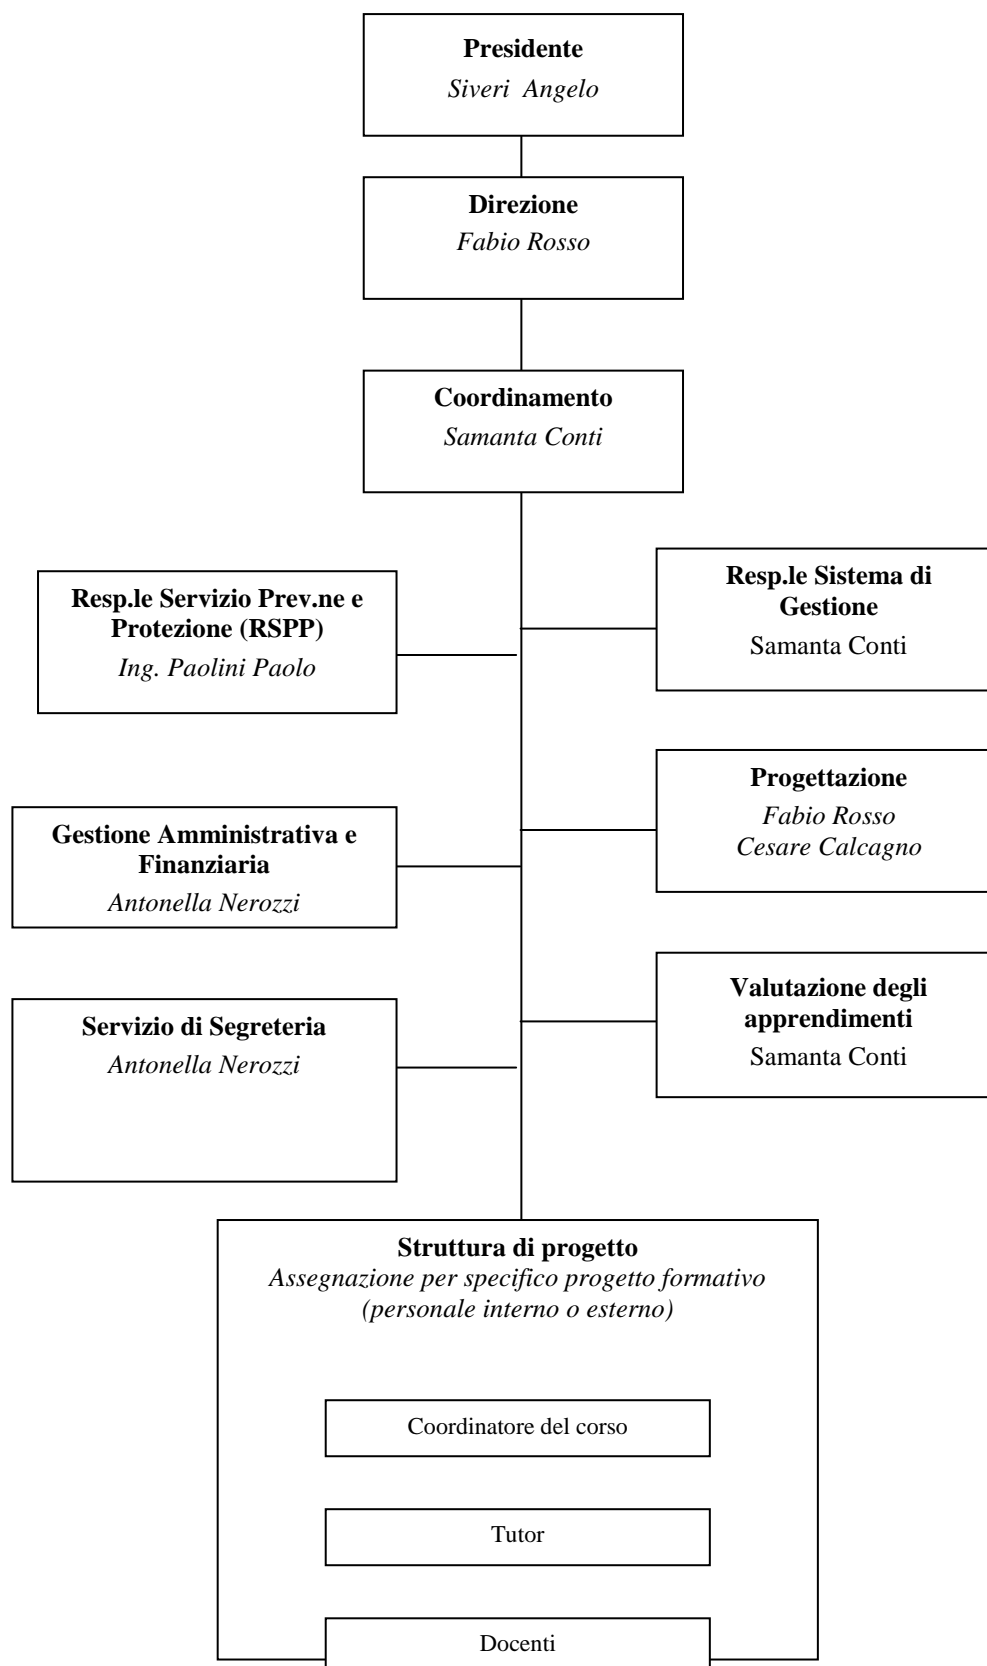 Presidente
Siveri Angelo
Direzione
Fabio Rosso
Coordinamento
Samanta Conti
Resp.le Servizio Prev.ne e
Protezione (RSPP)
Ing. Paolini Paolo
Resp.le Sistema di
Gestione
Samanta Conti
Gestione Amministrativa e
Finanziaria
Antonella Nerozzi
Progettazione
Fabio Rosso
Cesare Calcagno
Servizio di Segreteria
Antonella Nerozzi
Valutazione degli
apprendimenti
Samanta Conti
Struttura di progetto
Assegnazione per specifico progetto formativo
(personale interno o esterno)
Coordinatore del corso
Tutor
Docenti